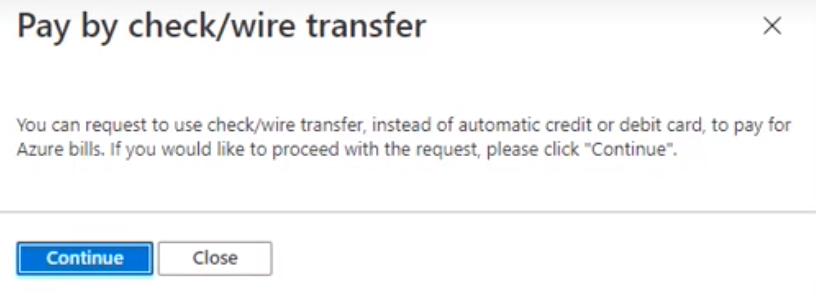 Pay by check/wire transfer
You can request to use check/wire transfer, instead of automatic credit or debit card, to pay for
Azure bills. If you would like to proceed with the request, please click "Continue".
Continue
Close